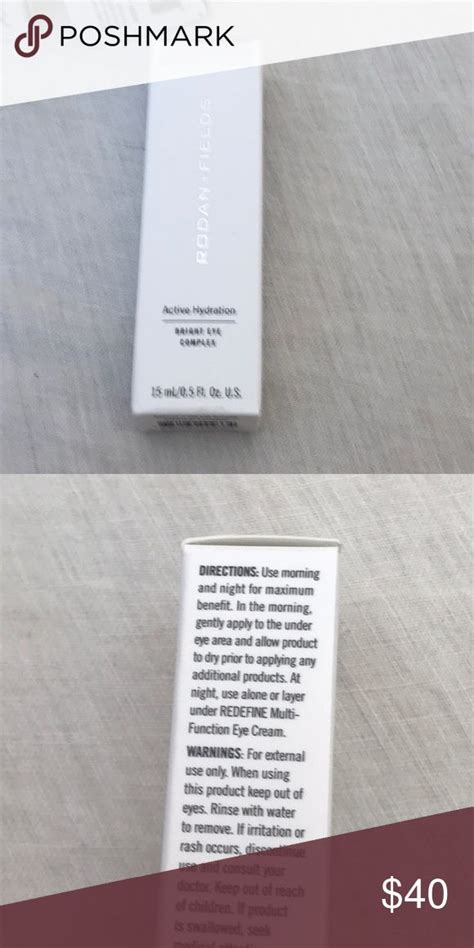 POSHMARK
RODAN + FIELDS
Active Hydration
BRIGHT EYE
COMPLEX
15 mL/0.5 Fl. Oz. U.S.
DIRECTIONS: Use morning
and night for maximum
benefit. In the morning,
gently apply to the under
eye area and allow product
to dry prior to applying any
additional products. At
night, use alone or layer
under REDEFINE Multi-
Function Eye Cream.
WARNINGS: For external
use only. When using
this product keep out of
eyes. Rinse with water
to remove. If irritation or
rash occurs, discontinue
use and consult your
doctor. Keep out of reach
of children. If product
is swallowed, seek
$40